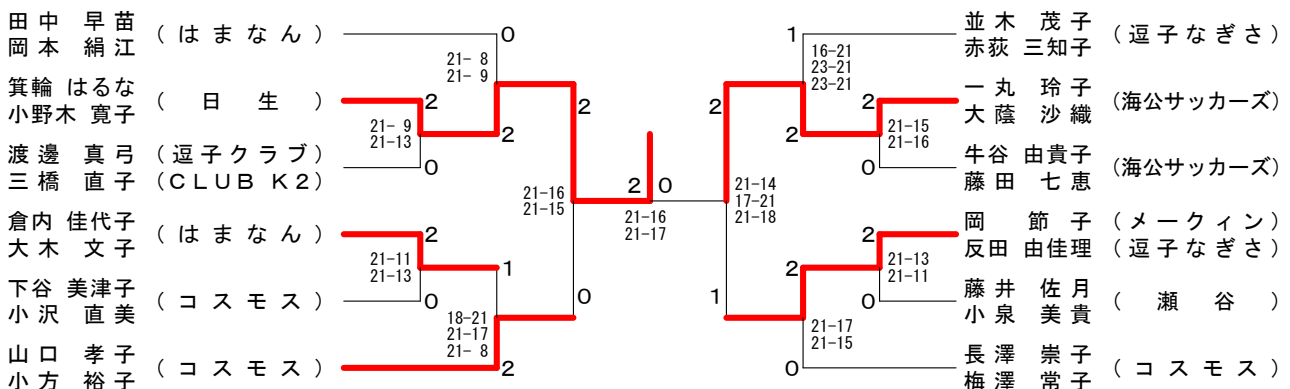 田中 早苗
岡本 絹江
（はまなん）
箕輪 はるな
小野木 寛子
（日生）
渡邊 真弓（逗子クラブ）
三橋 直子（CLUB K2）
倉内 佳代子
大木 文子
（はまなん）
下谷 美津子
小沢 直美
（コスモス）
山口 孝子
小方 裕子
（コスモス）
0
21- 8
21- 9
2
2
21- 9
21-13
0
2
21-11
21-13
0
1
18-21
21-17
21- 8
2
2
21-16
21-15
0
2 0
21-16
21-17
2
21-14
17-21
21-18
1
1
16-21
23-21
23-21
2
2
21-15
21-16
0
2
21-13
21-11
0
2
21-17
21-15
0
並木 茂子
赤荻 三知子
（逗子なぎさ）
一丸 玲子
大蔭 沙織
（海公サッカーズ）
牛谷 由貴子
藤田 七恵
（海公サッカーズ）
岡 節子（メークィン）
反田 由佳理（逗子なぎさ）
藤井 佐月
小泉 美貴
（瀬谷）
長澤 崇子
梅澤 常子
（コスモス）